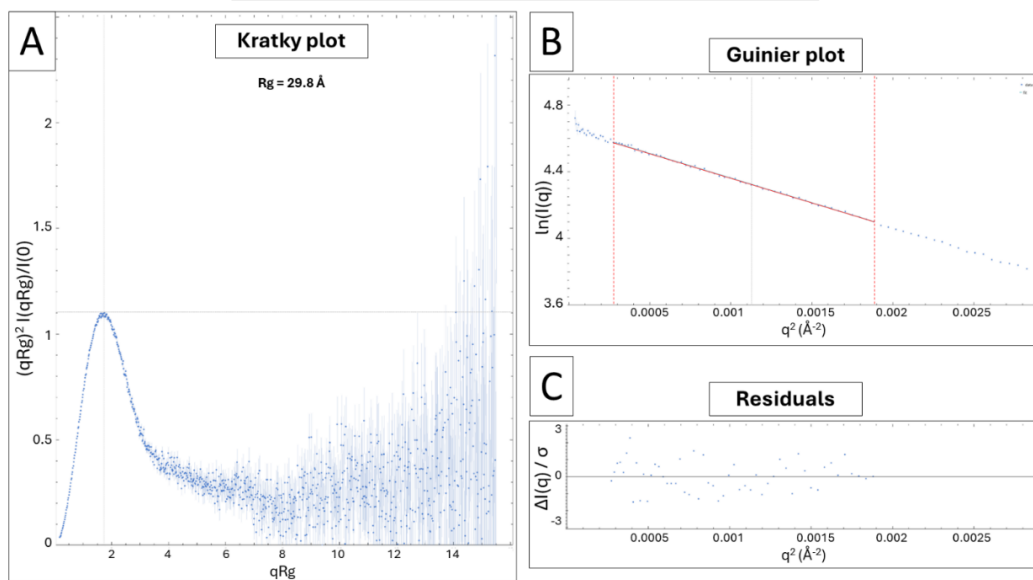 A
Kratky plot
Rg = 29.8 Å
2
1.5
1
0.5
0
(qRg)² I((qRg)/I(0)
2
4
6
8
10
12
14
qRg
B
Guinier plot
4.8
4.4
4
3.6
ln(I(q))
0.0005
0.001
0.0015
0.002
0.0025
q² (Å⁻²)
C
Residuals
3
0
-3
ΔI(q) / σ
0.0005
0.001
0.0015
0.002
0.0025
q² (Å⁻²)